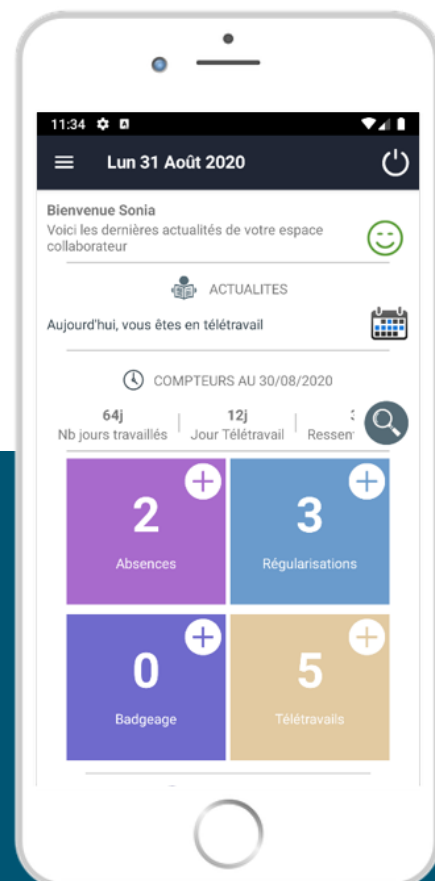 11:34
Lun 31 Août 2020
Bienvenue Sonia
Voici les dernières actualités de votre espace
collaborateur
ACTUALITES
Aujourd'hui, vous êtes en télétravail
COMPTEURS AU 30/08/2020
64j
Nb jours travaillés
12j
Jour Télétravail
2
Absences
3
Régularisations
0
Badgeage
5
Télétravails